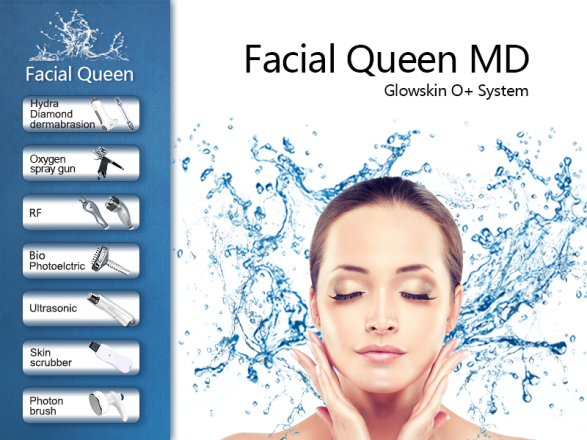 Facial Queen
Hydra
Diamond
dermabrasion
Oxygen
spray gun
RF
Bio
Photoelctric
Ultrasonic
Skin
scrubber
Photon
brush
Facial Queen MD
Glowskin O+ System